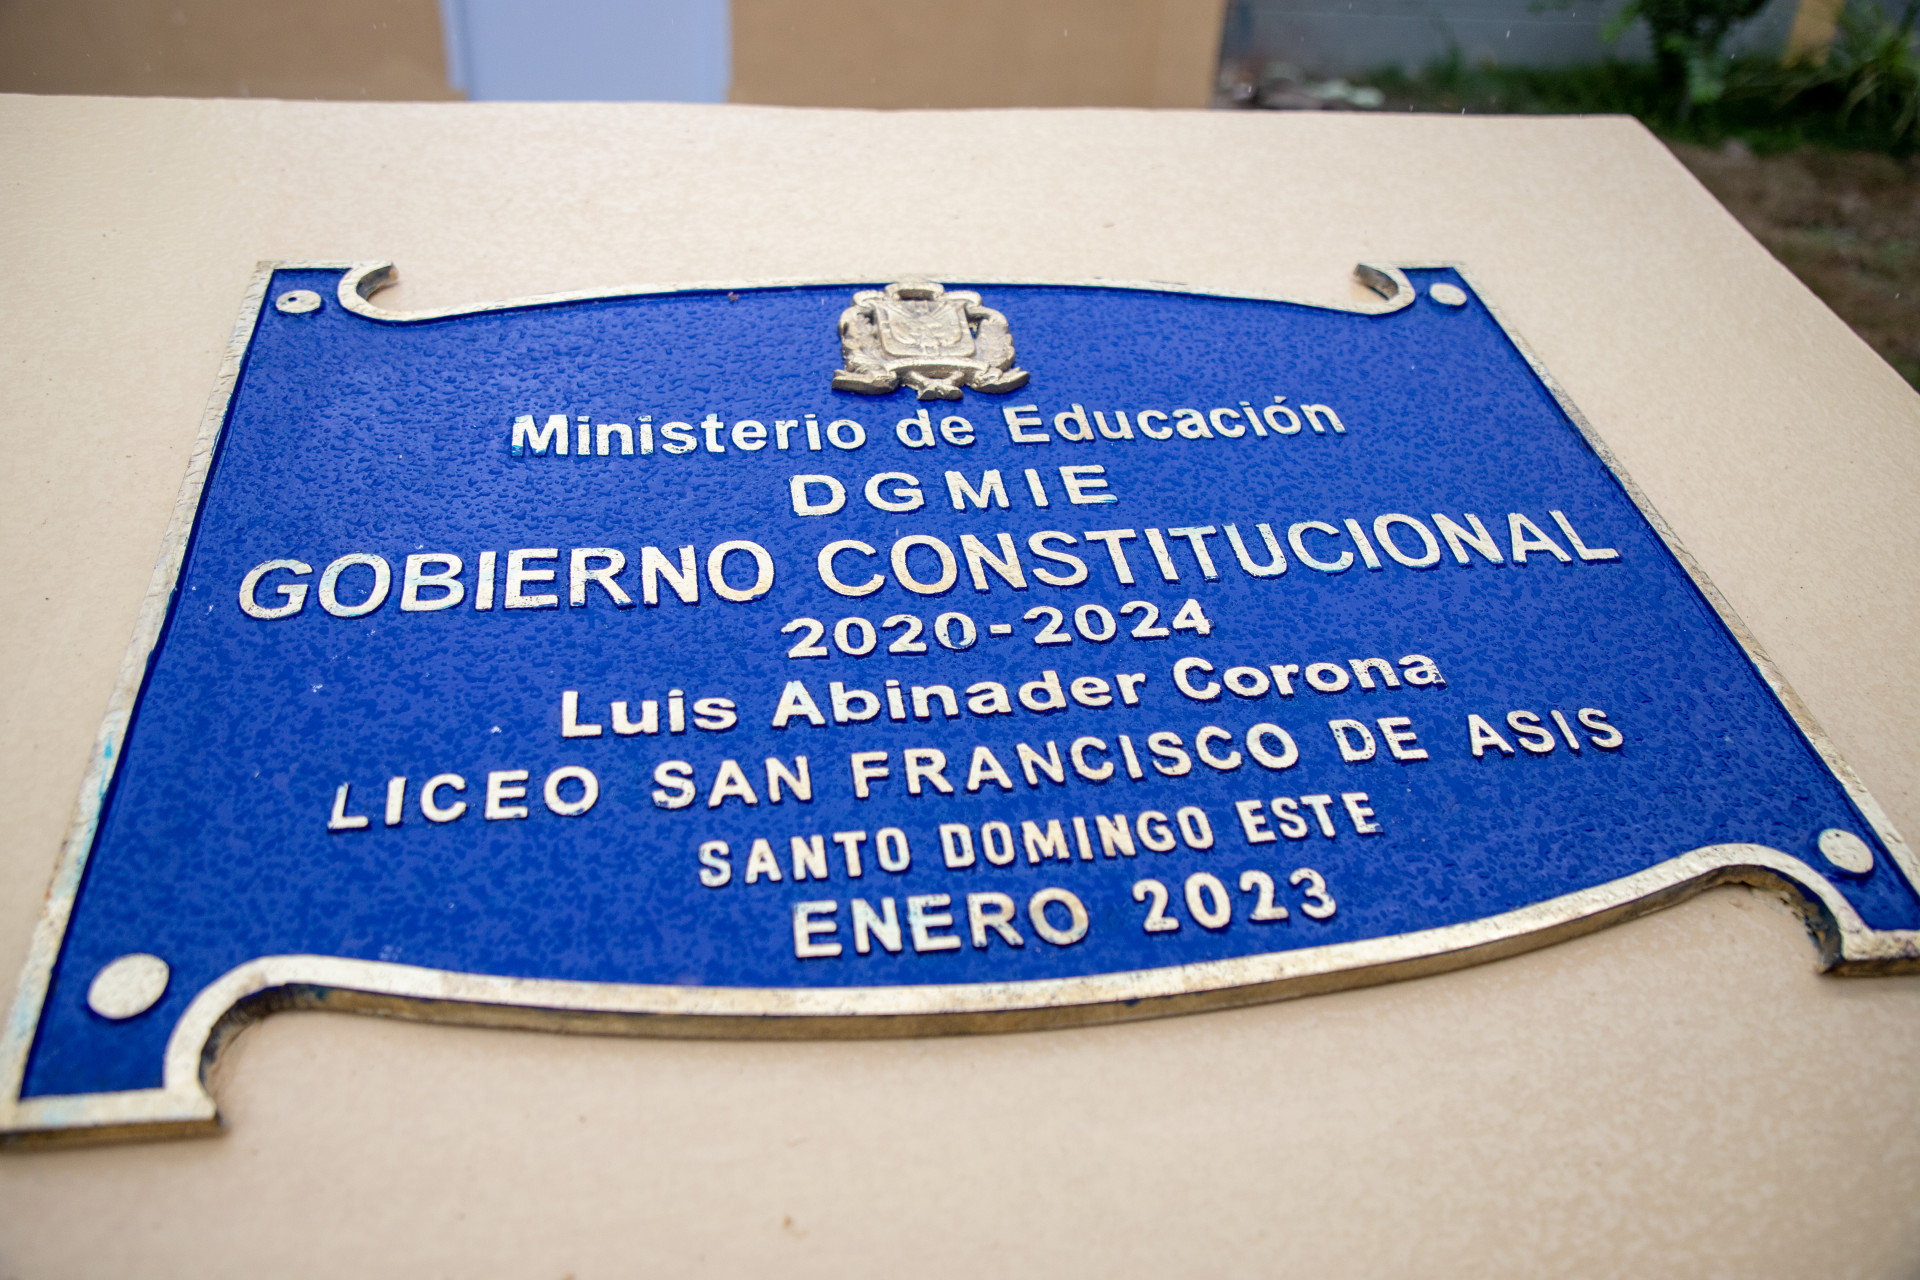 Ministerio de Educación
DGMIE
GOBIERNO CONSTITUCIONAL
2020-2024
Luis Abinader Corona
LICEO SAN FRANCISCO DE ASIS
SANTO DOMINGO ESTE
ENERO 2023